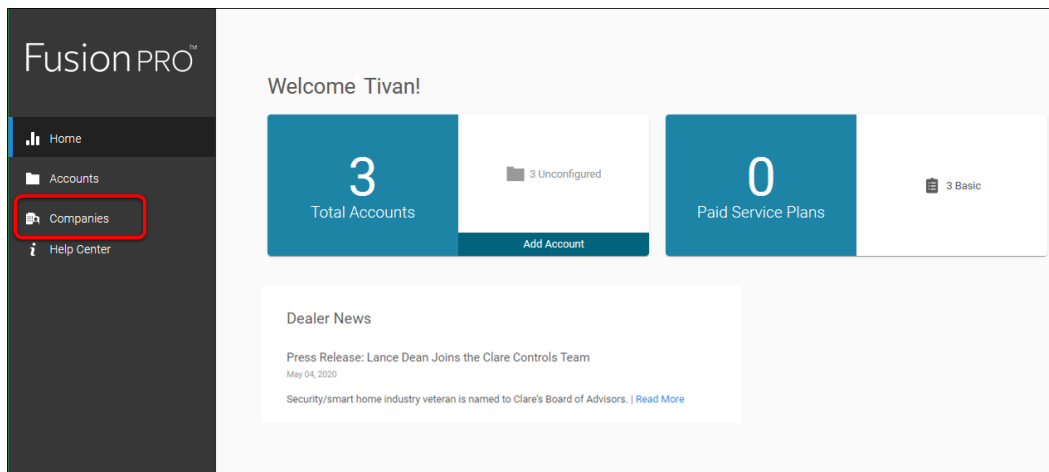 Fusion PRO™
Home
Accounts
Companies
Help Center
Welcome Tivan!
3
Total Accounts
3 Unconfigured
Add Account
0
Paid Service Plans
3 Basic
Dealer News
Press Release: Lance Dean Joins the Clare Controls Team
May 04, 2020
Security/smart home industry veteran is named to Clare's Board of Advisors. | Read More